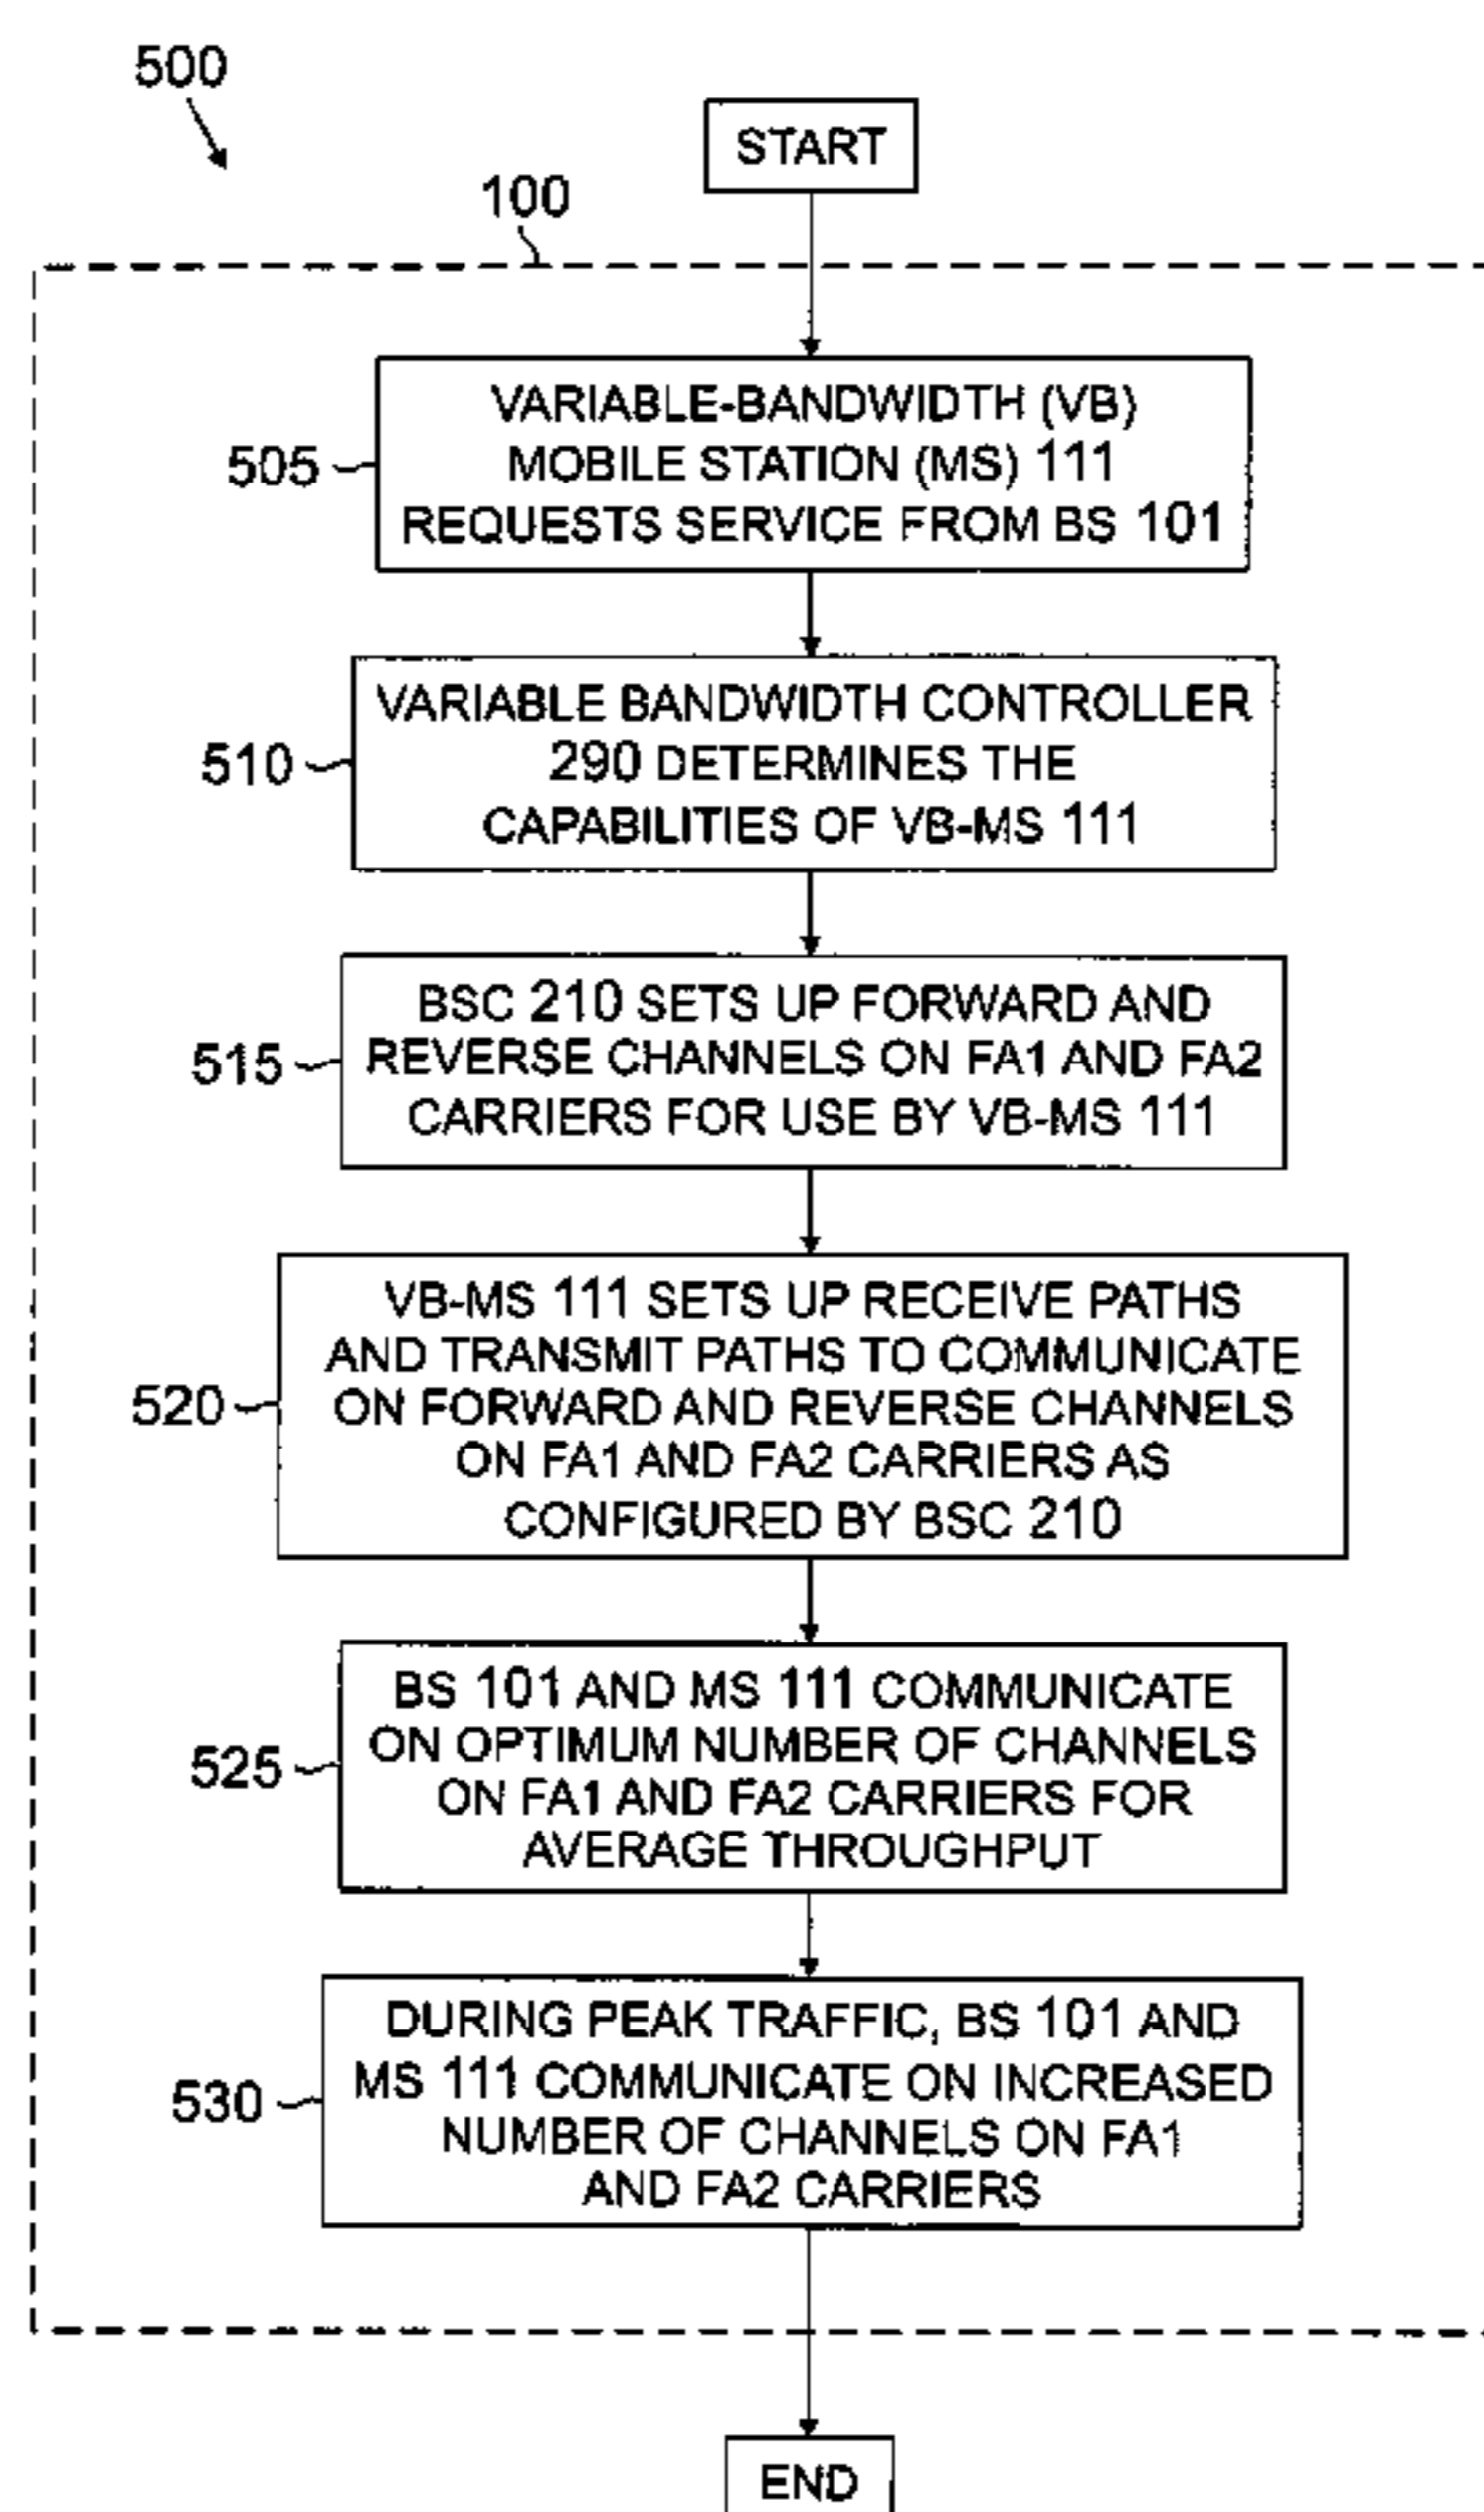 500
START
100
VARIABLE-BANDWIDTH (VB)
MOBILE STATION (MS) 111
REQUESTS SERVICE FROM BS 101
505
VARIABLE BANDWIDTH CONTROLLER
290 DETERMINES THE
CAPABILITIES OF VB-MS 111
510
BSC 210 SETS UP FORWARD AND
REVERSE CHANNELS ON FA1 AND FA2
CARRIERS FOR USE BY VB-MS 111
515
VB-MS 111 SETS UP RECEIVE PATHS
AND TRANSMIT PATHS TO COMMUNICATE
ON FORWARD AND REVERSE CHANNELS
ON FA1 AND FA2 CARRIERS AS
CONFIGURED BY BSC 210
520
BS 101 AND MS 111 COMMUNICATE
ON OPTIMUM NUMBER OF CHANNELS
ON FA1 AND FA2 CARRIERS FOR
AVERAGE THROUGHPUT
525
DURING PEAK TRAFFIC, BS 101 AND
MS 111 COMMUNICATE ON INCREASED
NUMBER OF CHANNELS ON FA1
AND FA2 CARRIERS
530
END